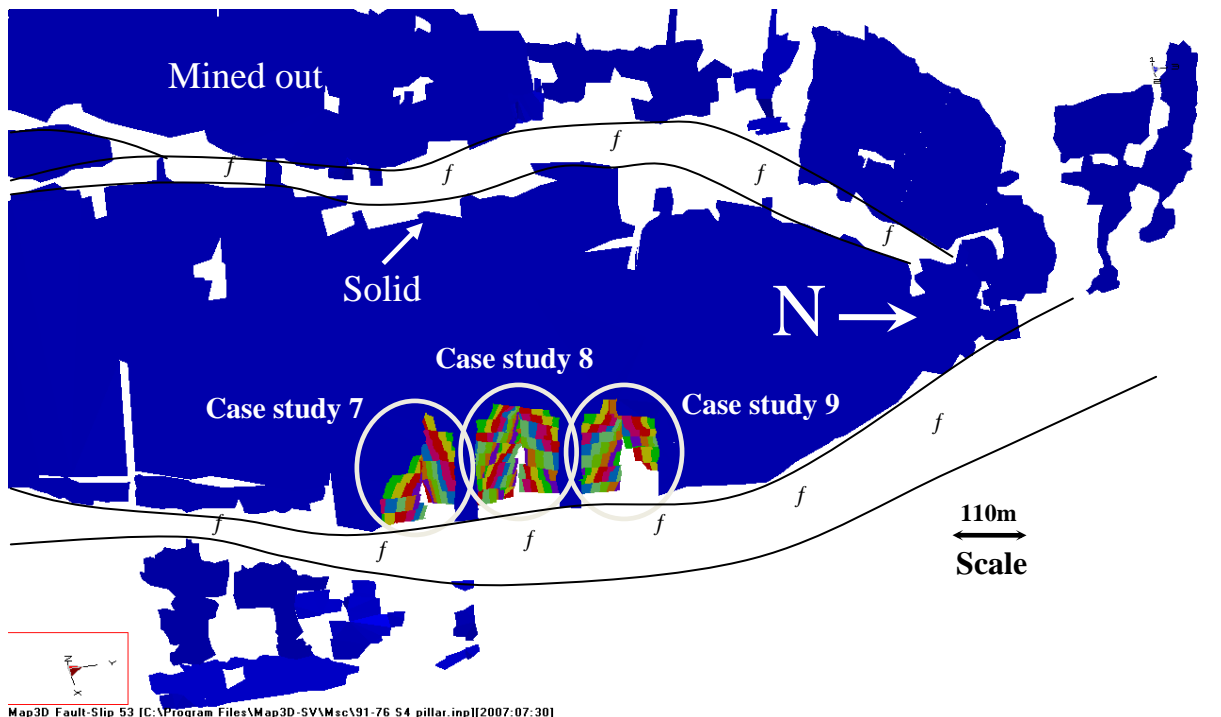 Mined out
f
f
f
f
f
Solid
N
Case study 8
Case study 7
Case study 9
f
f
f
f
f
f
110m
Scale
Z
Y
X
Map3D Fault-Slip 53 [C:\Program Files\Map3D-SV\Msc\91-76 S4 pillar.inp][2007:07:30]